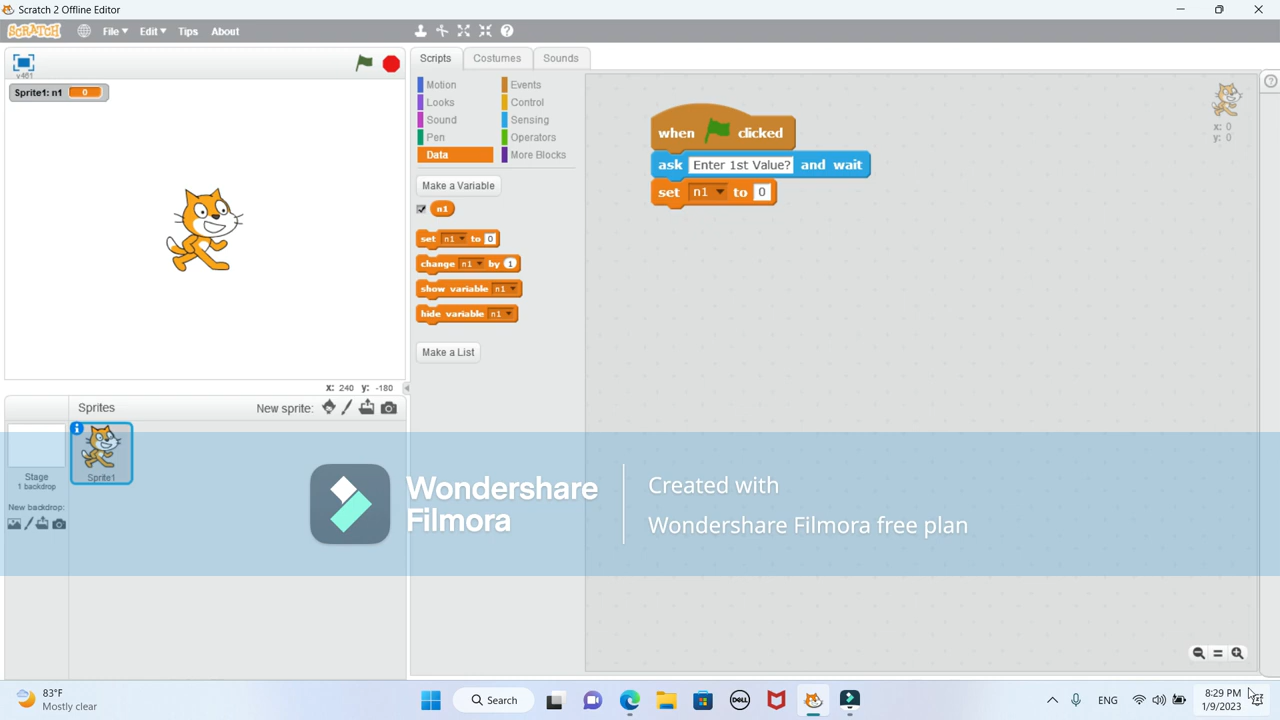 Scratch 2 Offline Editor
SCRATCH File Edit Tips About
v461
Sprite1: n1 0
x: 240 y: -180
Sprites New sprite:
Stage
1 backdrop
New backdrop:
Sprite1
Scripts Costumes Sounds
Motion Events
Looks Control
Sound Sensing
Pen Operators
Data More Blocks
Make a Variable
n1
set n1 to 0
change n1 by 1
show variable n1
hide variable n1
Make a List
when clicked
ask Enter 1st Value? and wait
set n1 to 0
x: 0
y: 0
Wondershare
Filmora
Created with
Wondershare Filmora free plan
83°F
Mostly clear
Search
DELL
ENG
8:29 PM
1/9/2023